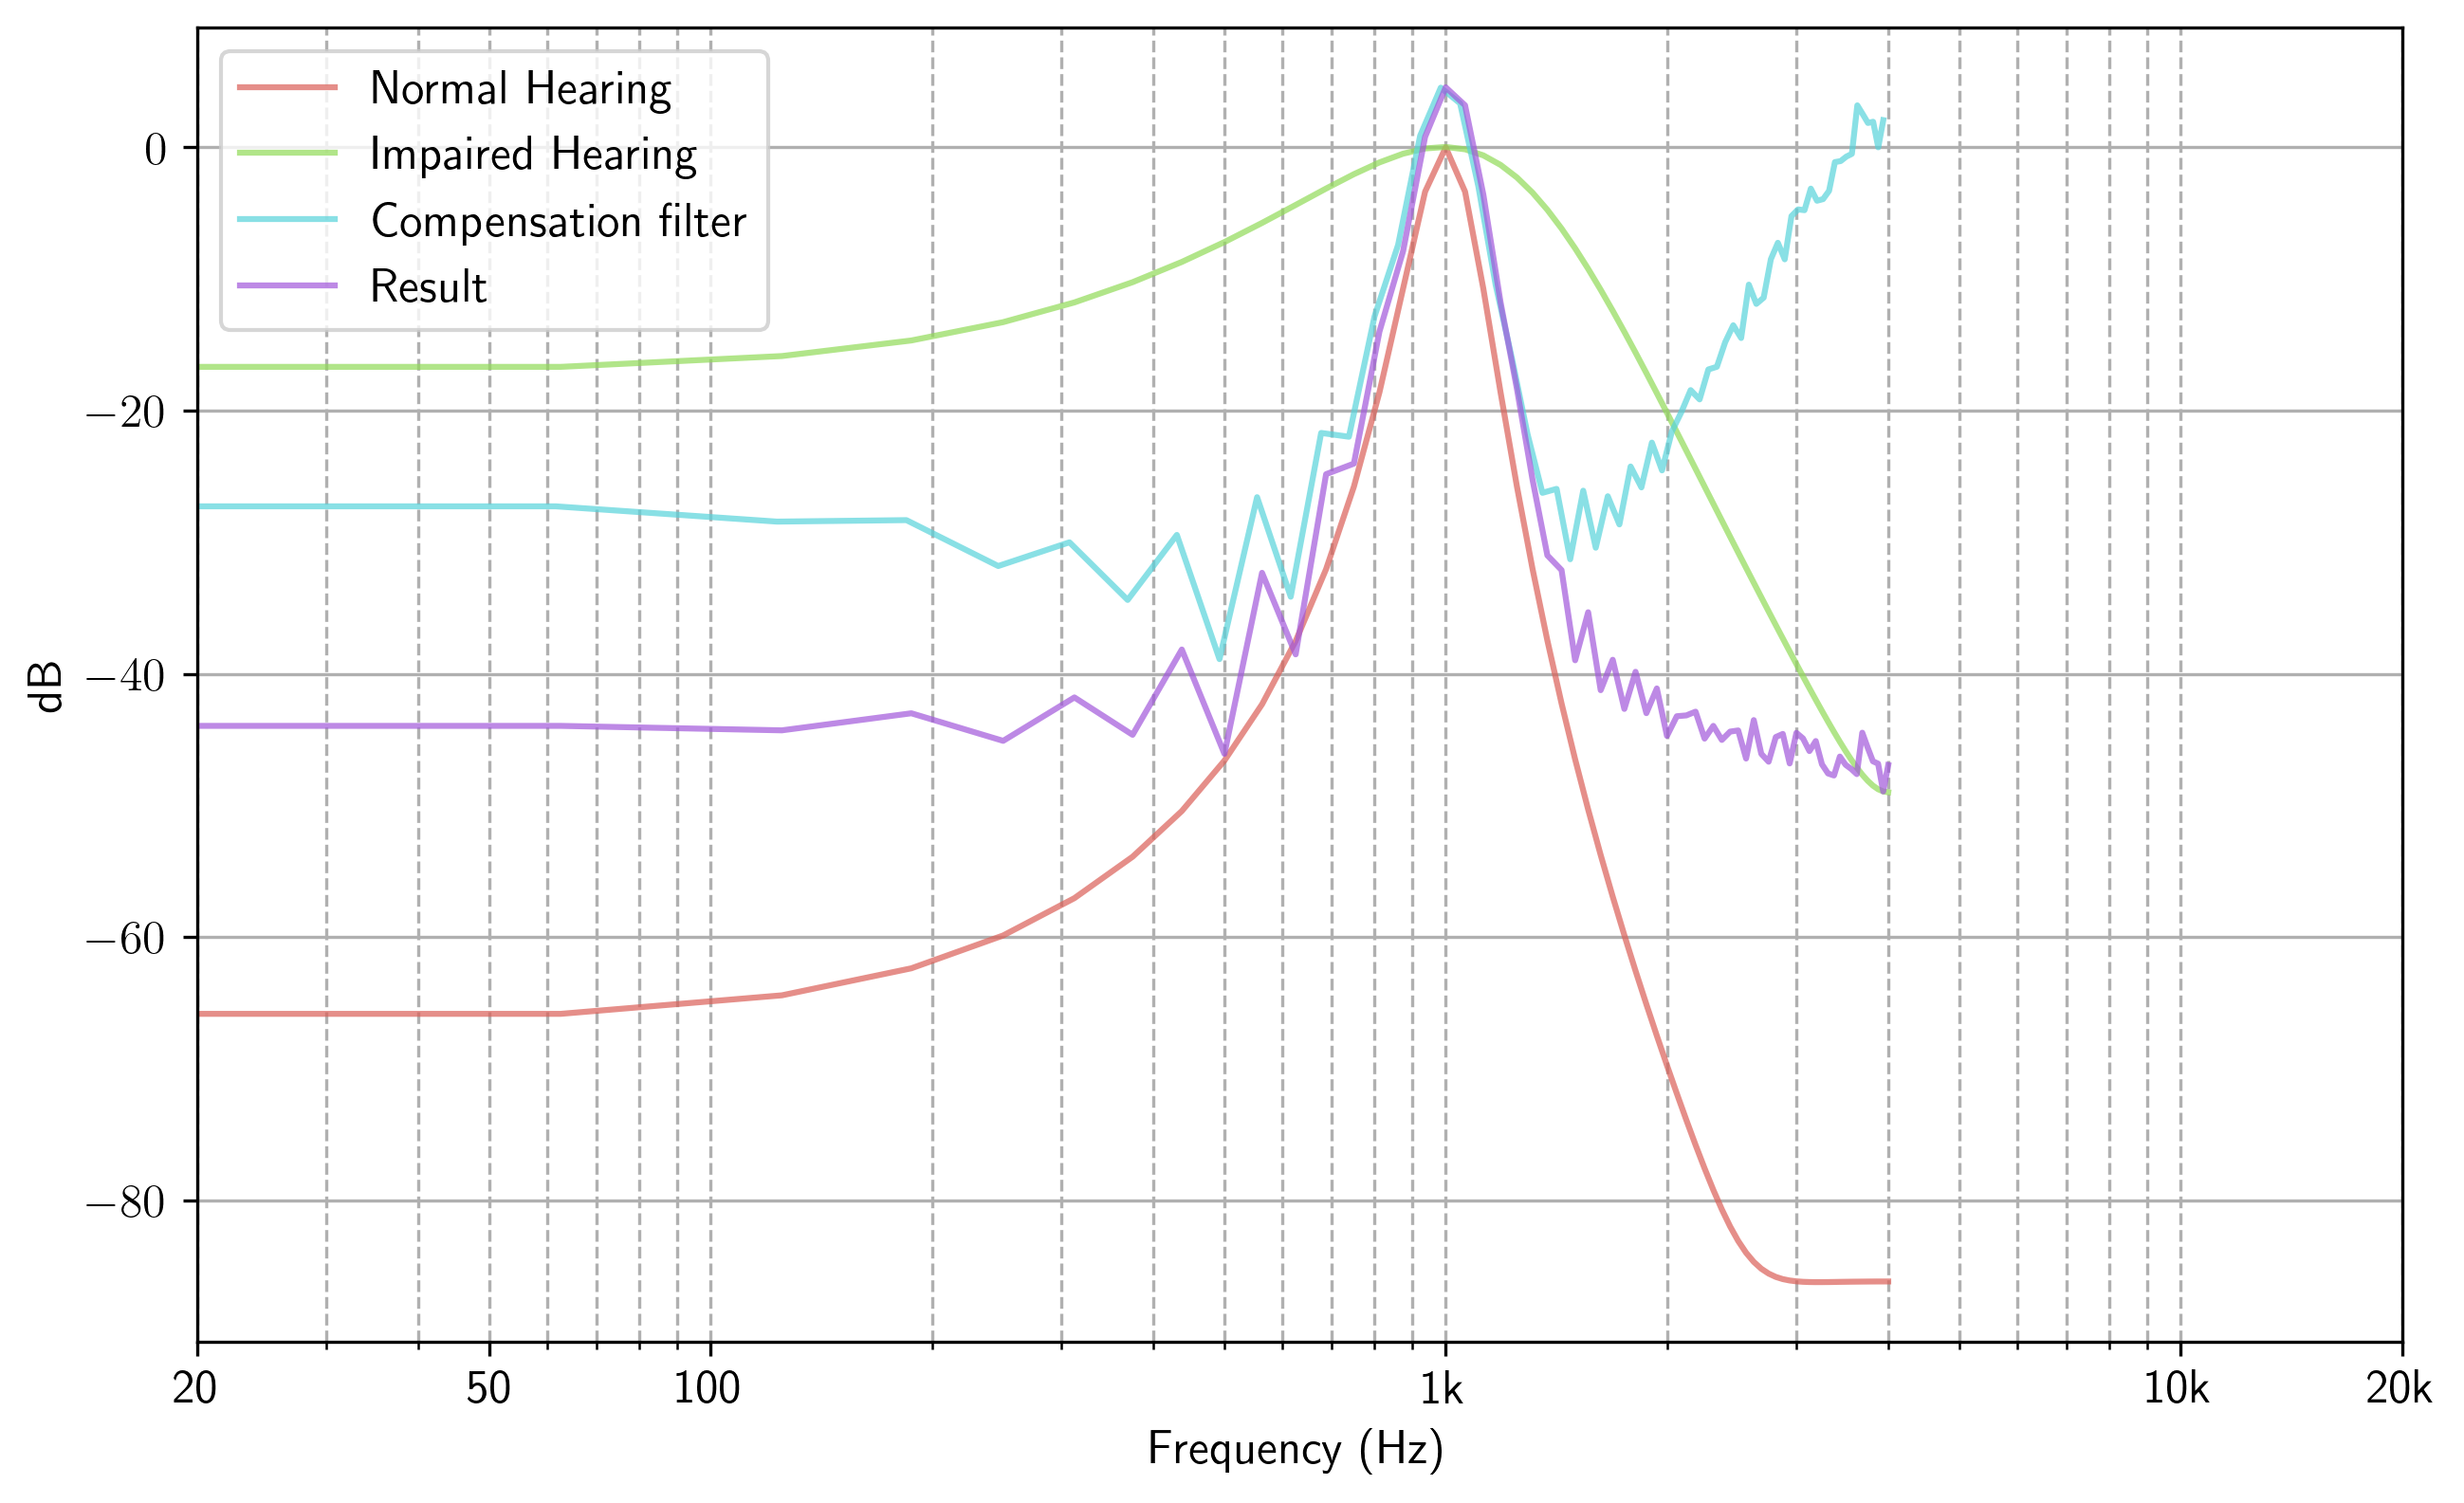 Normal Hearing
Impaired Hearing
Compensation filter
Result
0
−20
−40
−60
−80
dB
20 50 100 1k 10k 20k
Frequency (Hz)